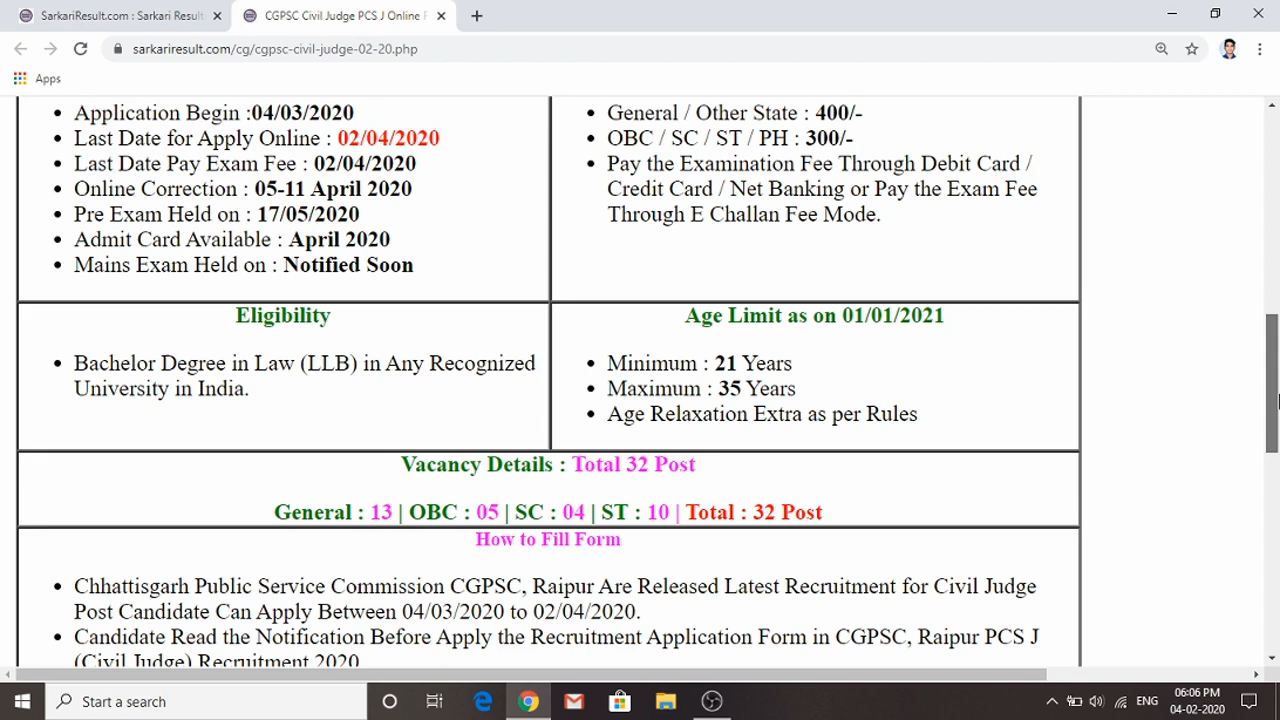 SarkariResult.com : Sarkari Result
CGPSC Civil Judge PCS J Online F
sarkariresult.com/cg/cgpsc-civil-judge-02-20.php
Apps
Application Begin :04/03/2020
Last Date for Apply Online : 02/04/2020
Last Date Pay Exam Fee : 02/04/2020
Online Correction : 05-11 April 2020
Pre Exam Held on : 17/05/2020
Admit Card Available : April 2020
Mains Exam Held on : Notified Soon
General / Other State : 400/-
OBC / SC / ST / PH : 300/-
Pay the Examination Fee Through Debit Card /
Credit Card / Net Banking or Pay the Exam Fee
Through E Challan Fee Mode.
Eligibility
Bachelor Degree in Law (LLB) in Any Recognized
University in India.
Age Limit as on 01/01/2021
Minimum : 21 Years
Maximum : 35 Years
Age Relaxation Extra as per Rules
Vacancy Details : Total 32 Post
General : 13 | OBC : 05 | SC : 04 | ST : 10 | Total : 32 Post
How to Fill Form
Chhattisgarh Public Service Commission CGPSC, Raipur Are Released Latest Recruitment for Civil Judge
Post Candidate Can Apply Between 04/03/2020 to 02/04/2020.
Candidate Read the Notification Before Apply the Recruitment Application Form in CGPSC, Raipur PCS J
(Civil Judge) Recruitment 2020
Start a search
ENG
06:06 PM
04-02-2020